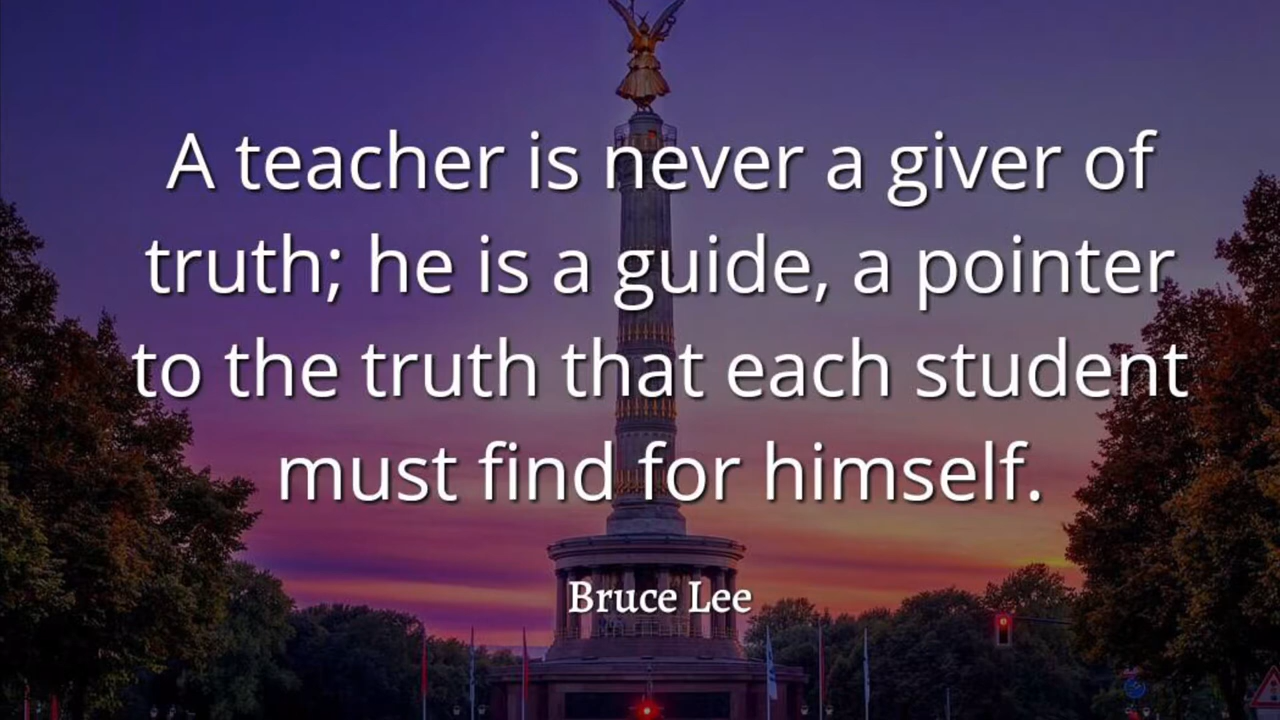 A teacher is never a giver of
truth; he is a guide, a pointer
to the truth that each student
must find for himself.
Bruce Lee